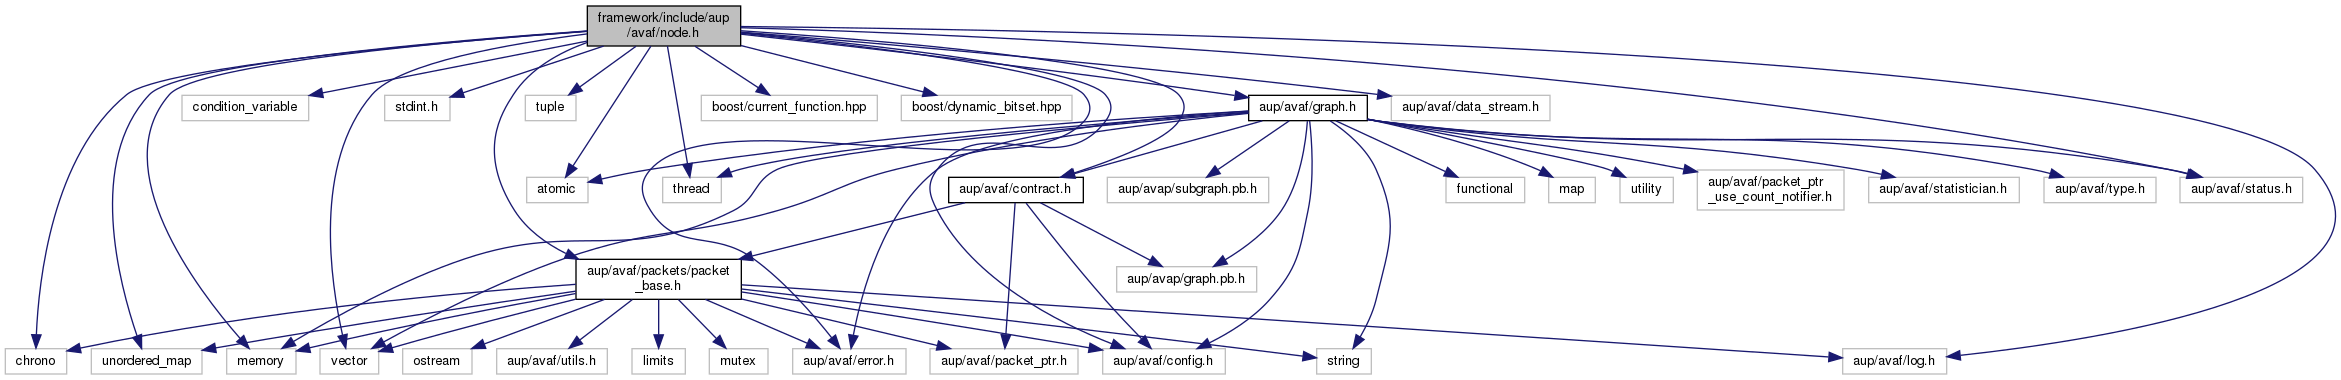 framework/include/aup
/avaf/node.h
condition_variable
stdint.h
tuple
boost/current_function.hpp
boost/dynamic_bitset.hpp
aup/avaf/graph.h
aup/avaf/data_stream.h
atomic
thread
aup/avaf/contract.h
aup/avap/subgraph.pb.h
functional
map
utility
aup/avaf/packet_ptr
_use_count_notifier.h
aup/avaf/statistician.h
aup/avaf/type.h
aup/avaf/status.h
aup/avaf/packets/packet
_base.h
aup/avap/graph.pb.h
chrono
unordered_map
memory
vector
ostream
aup/avaf/utils.h
limits
mutex
aup/avaf/error.h
aup/avaf/packet_ptr.h
aup/avaf/config.h
string
aup/avaf/log.h